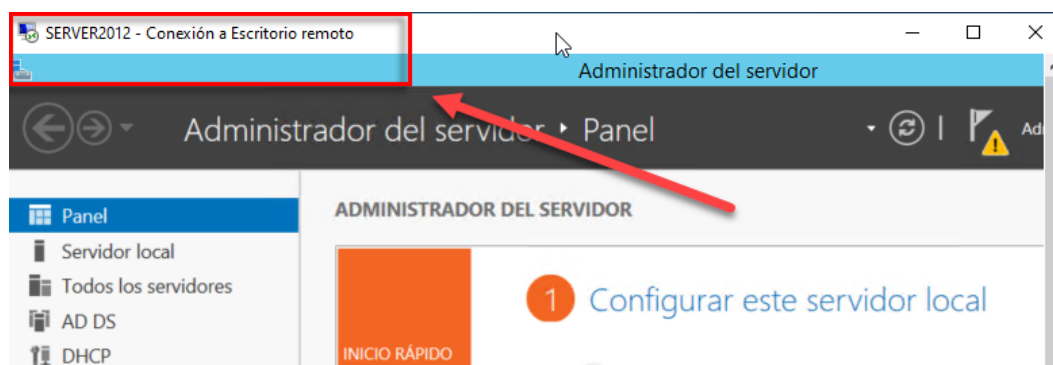 SERVER2012 - Conexión a Escritorio remoto
Administrador del servidor
Administrador del servidor Panel
Panel
ADMINISTRADOR DEL SERVIDOR
Servidor local
Todos los servidores
1 Configurar este servidor local
AD DS
DHCP
INICIO RÁPIDO